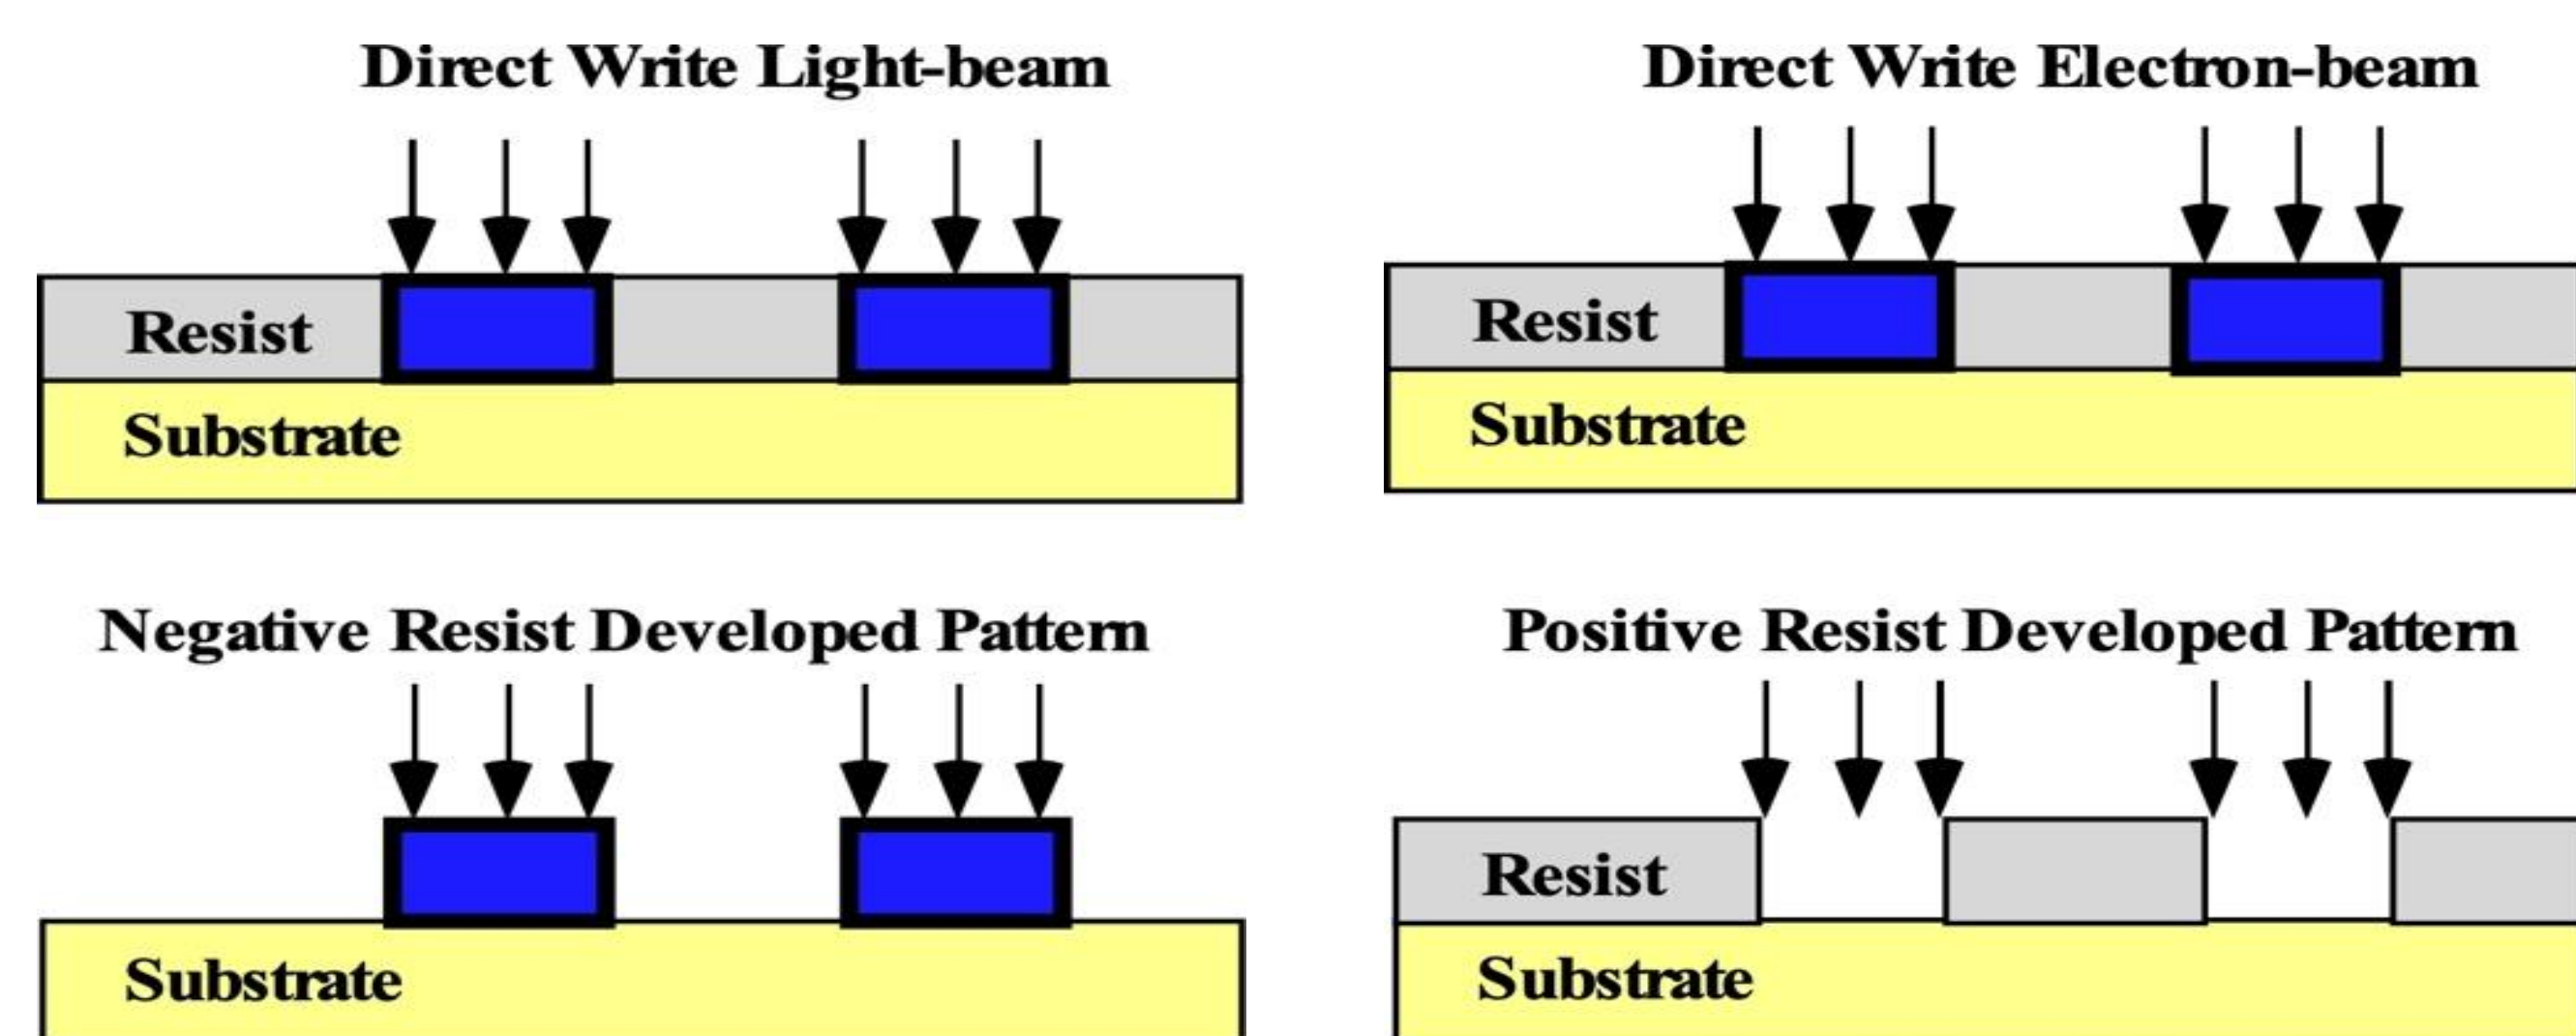 Direct Write Light-beam
Direct Write Electron-beam
Resist
Substrate
Resist
Substrate
Negative Resist Developed Pattern
Positive Resist Developed Pattern
Substrate
Resist
Substrate